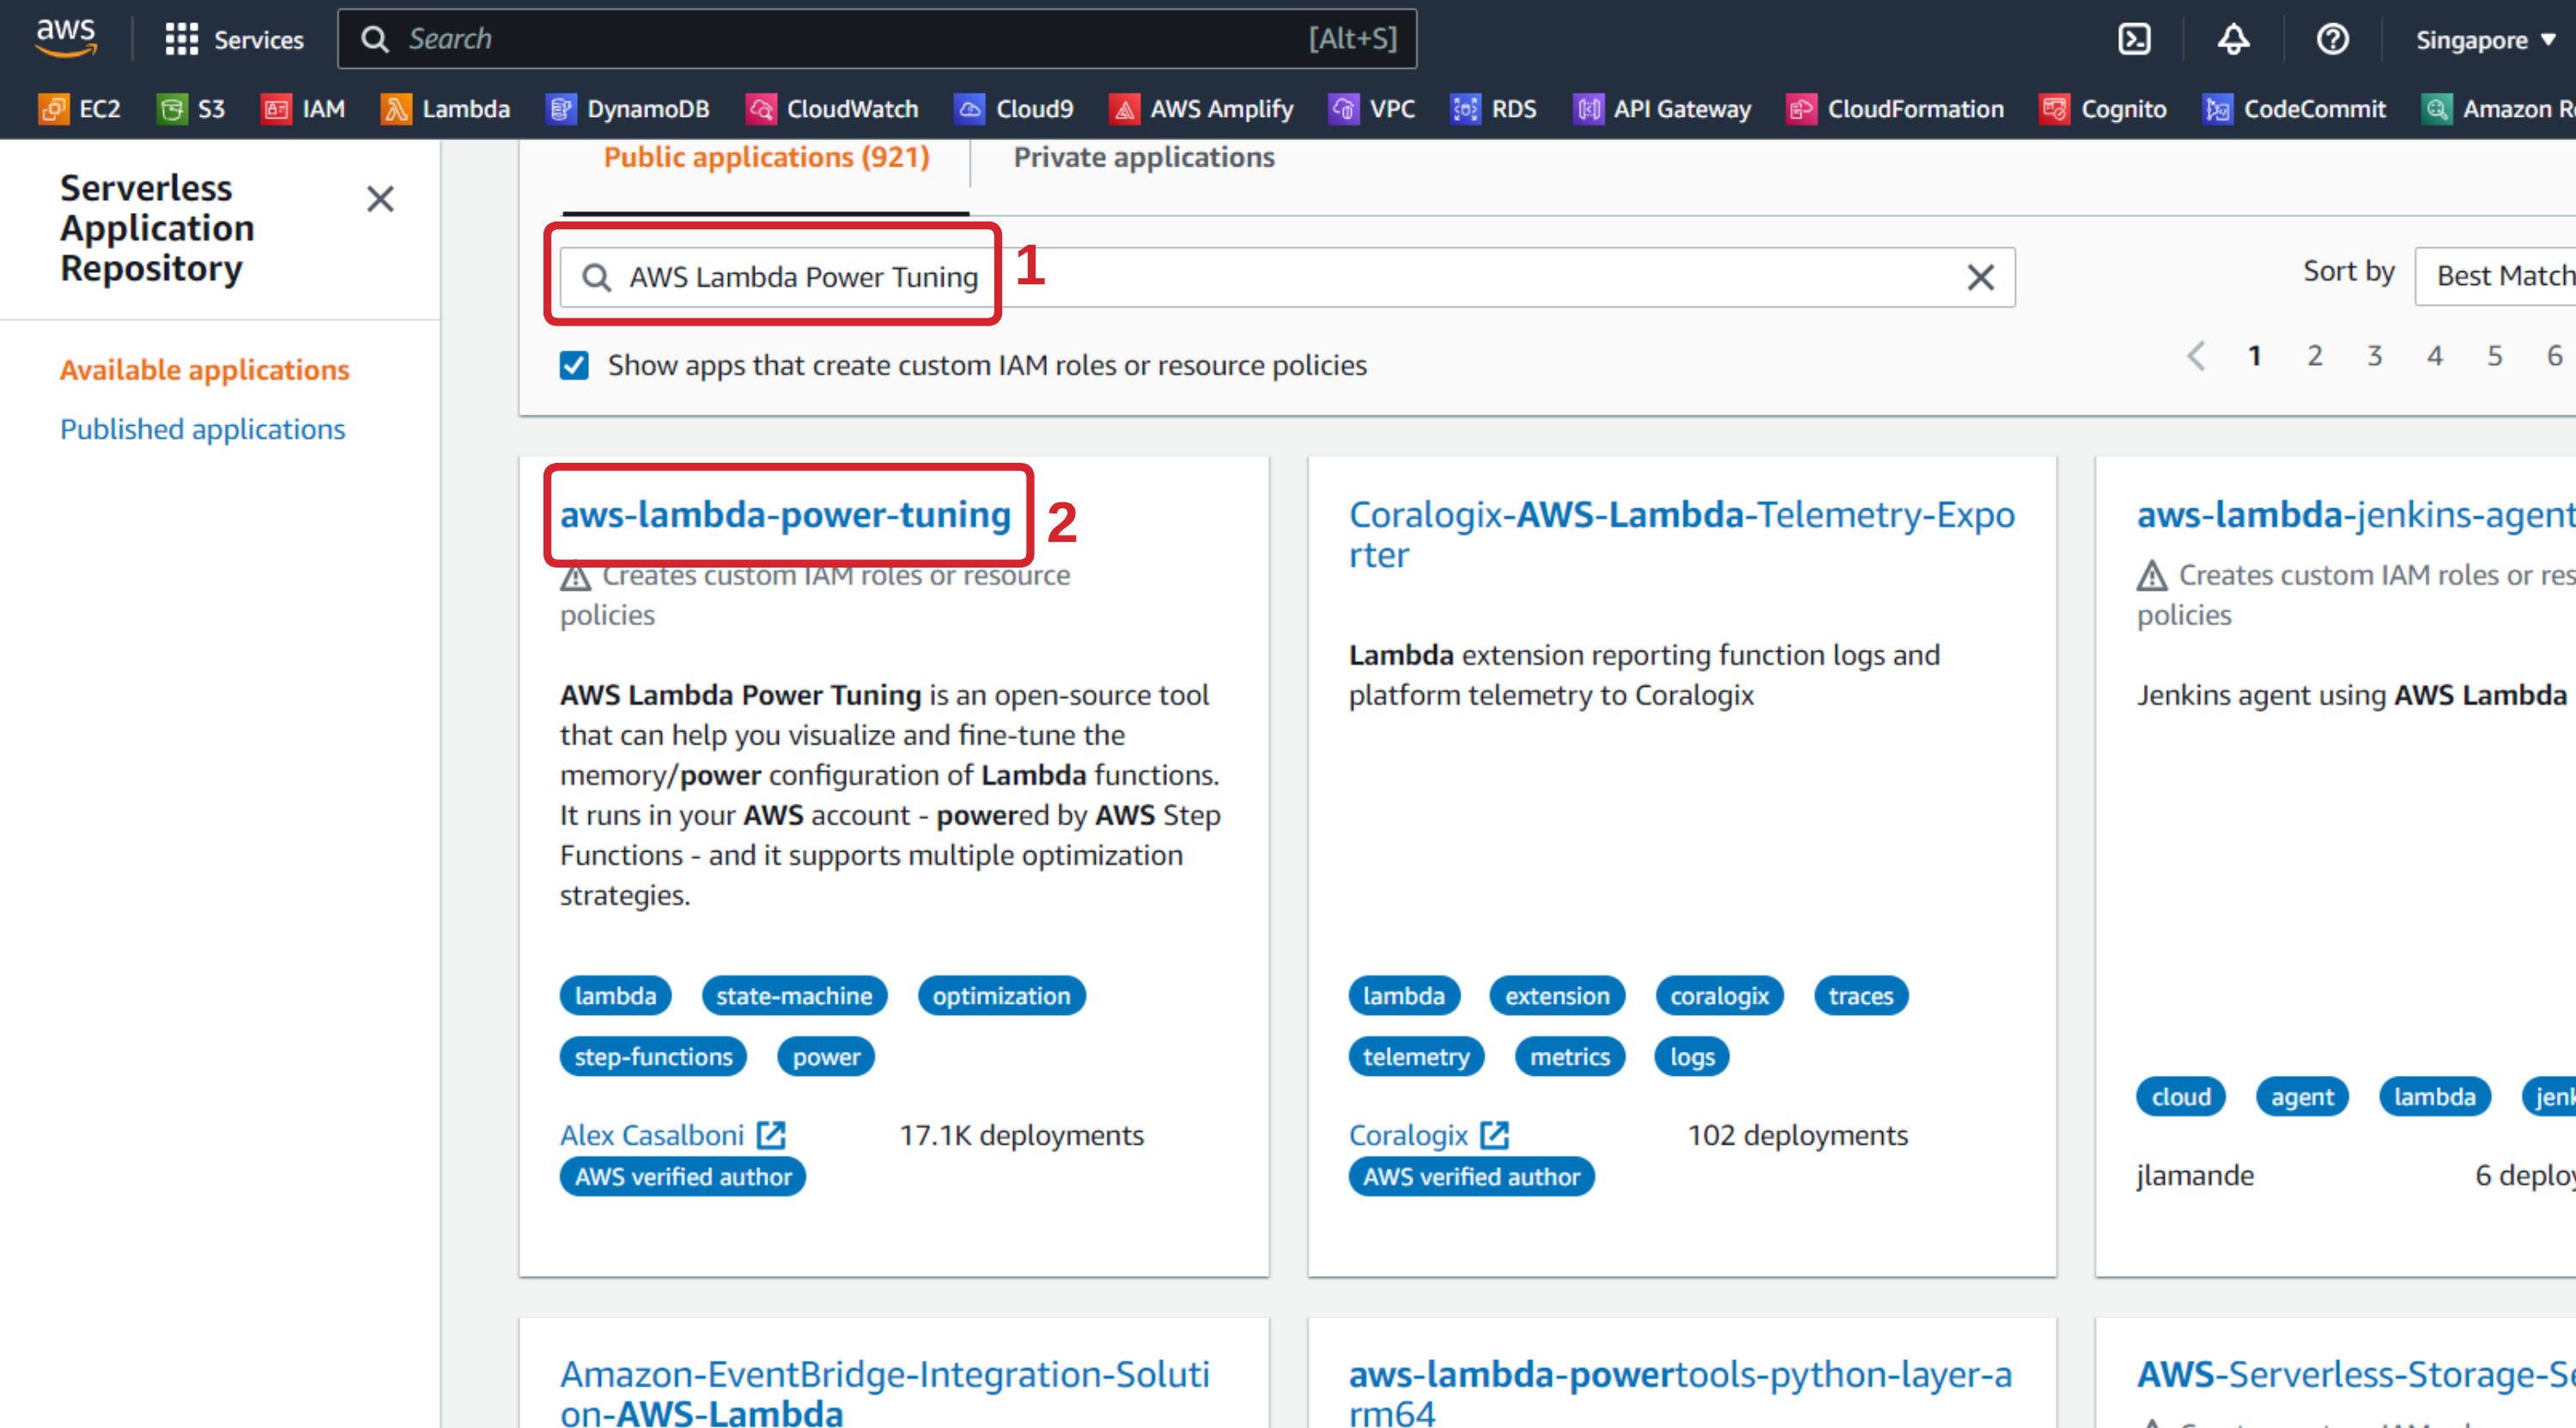 aws
Services
Search
[Alt+S]
Singapore
EC2
S3
IAM
Lambda
DynamoDB
CloudWatch
Cloud9
AWS Amplify
VPC
RDS
API Gateway
CloudFormation
Cognito
CodeCommit
Amazon
Serverless
Application
Repository
Available applications
Published applications
Public applications (921)
Private applications
AWS Lambda Power Tuning
1
Sort by
Best Match
Show apps that create custom IAM roles or resource policies
1 2 3 4 5 6
aws-lambda-power-tuning
2
Creates custom IAM roles or resource
policies
AWS Lambda Power Tuning is an open-source tool
that can help you visualize and fine-tune the
memory/power configuration of Lambda functions.
It runs in your AWS account - powered by AWS Step
Functions - and it supports multiple optimization
strategies.
lambda
state-machine
optimization
step-functions
power
Alex Casalboni
17.1K deployments
AWS verified author
Coralogix-AWS-Lambda-Telemetry-Expo
rter
Lambda extension reporting function logs and
platform telemetry to Coralogix
lambda
extension
coralogix
traces
telemetry
metrics
logs
Coralogix
102 deployments
AWS verified author
aws-lambda-jenkins-agent
Creates custom IAM roles or
policies
Jenkins agent using AWS Lambda
cloud
agent
lambda
jlamande
6
Amazon-EventBridge-Integration-Soluti
on-AWS-Lambda
aws-lambda-powertools-python-layer-a
rm64
AWS-Serverless-Storage-